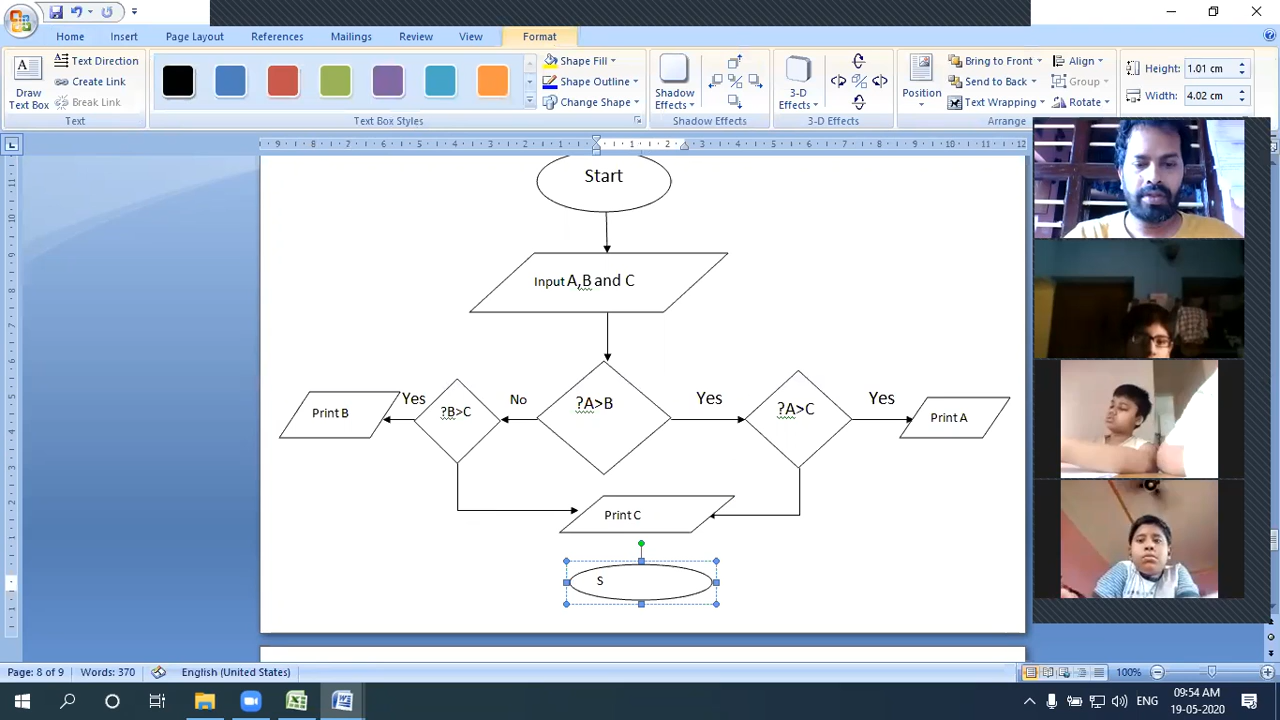 Home Insert Page Layout References Mailings Review View Format
Draw Text Box
Text Direction
Create Link
Break Link
Text
Text Box Styles
Shape Fill
Shape Outline
Change Shape
Shadow Effects
Shadow Effects
3-D Effects
3-D Effects
Position
Bring to Front
Send to Back
Text Wrapping
Align
Group
Rotate
Arrange
Height: 1.01 cm
Width: 4.02 cm
Start
Input A,B and C
?A>B
Yes
?A>C
Yes
Print A
No
?B>C
Yes
Print B
Print C
S
Page: 8 of 9 Words: 370 English (United States) 100%
ENG
09:54 AM
19-05-2020